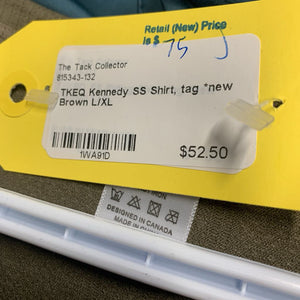 Retail (New) Price
is $ 75
The Tack Collector
815343-132
TKEQ Kennedy SS Shirt, tag *new
Brown L/XL
1WA91D
$52.50
DESIGNED IN CANADA
MADE IN CHINA